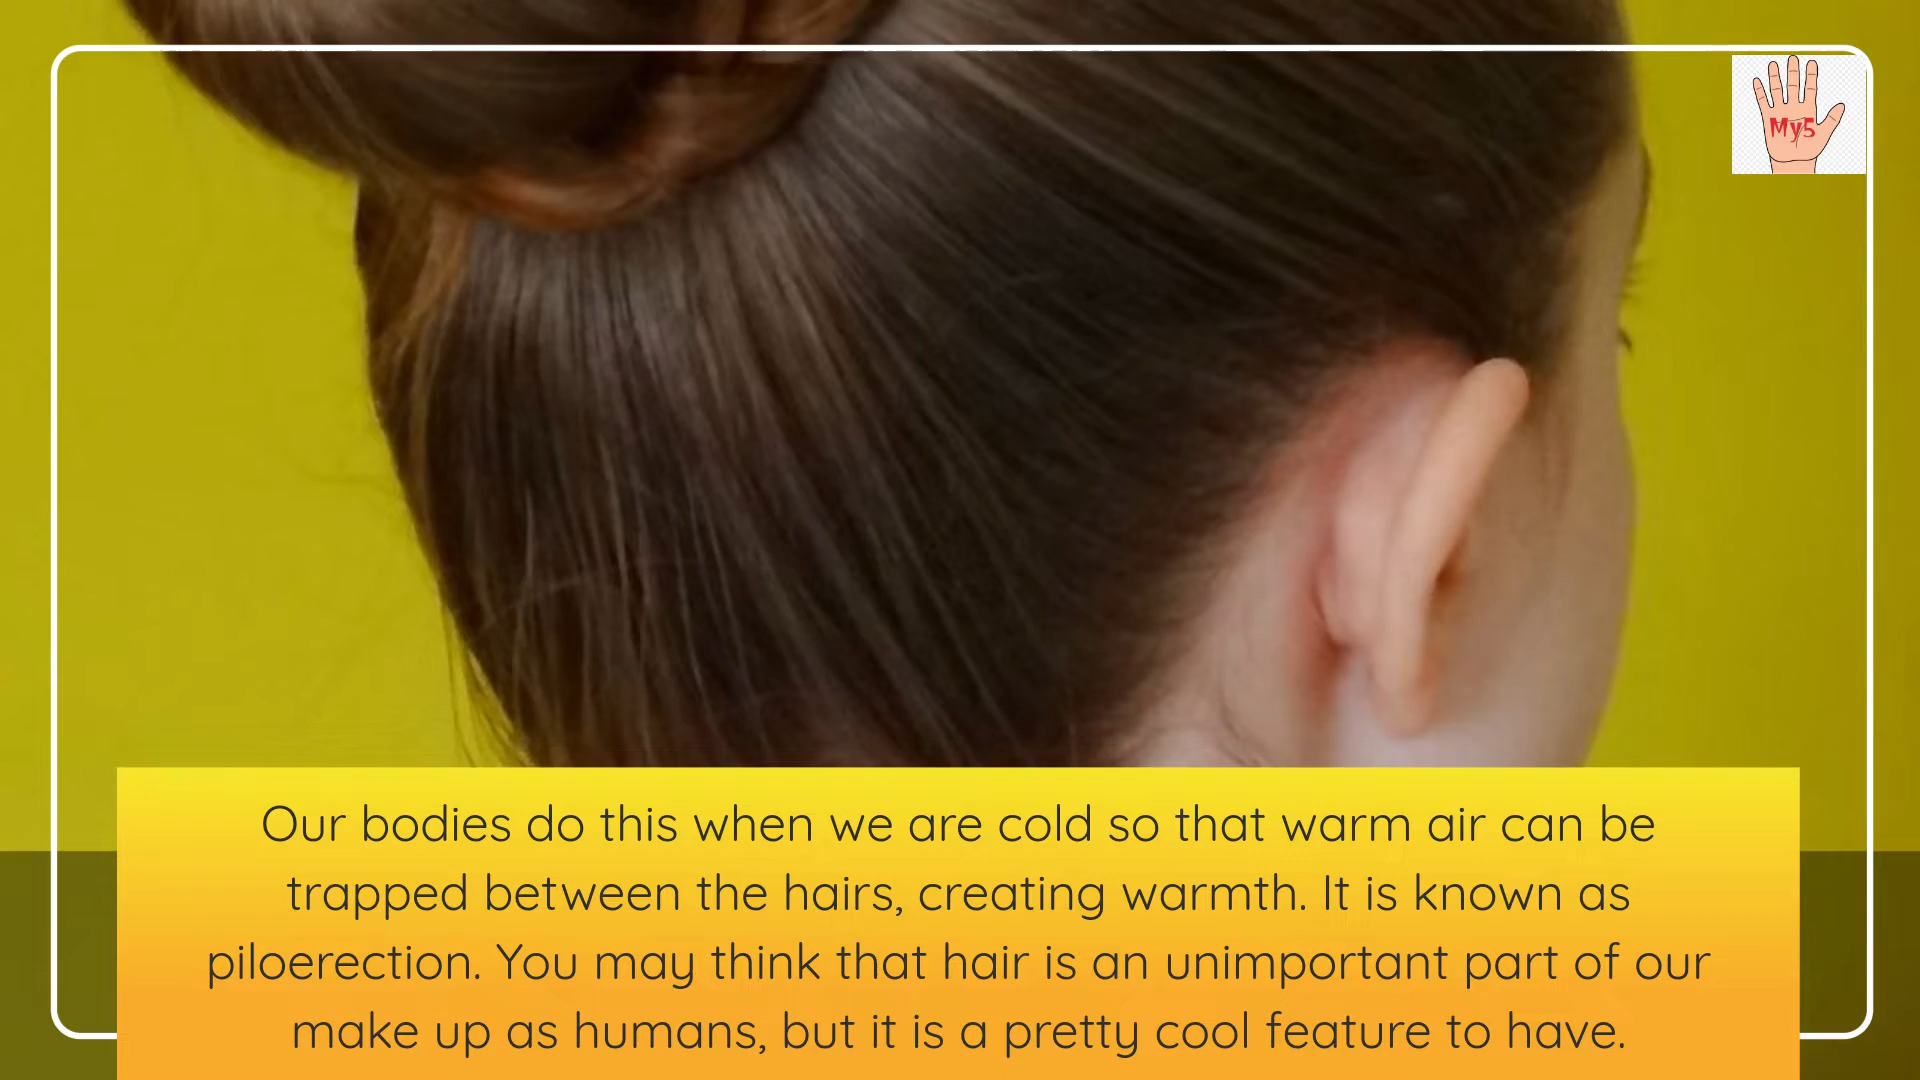 My5
Our bodies do this when we are cold so that warm air can be
trapped between the hairs, creating warmth. It is known as
piloerection. You may think that hair is an unimportant part of our
make up as humans, but it is a pretty cool feature to have.